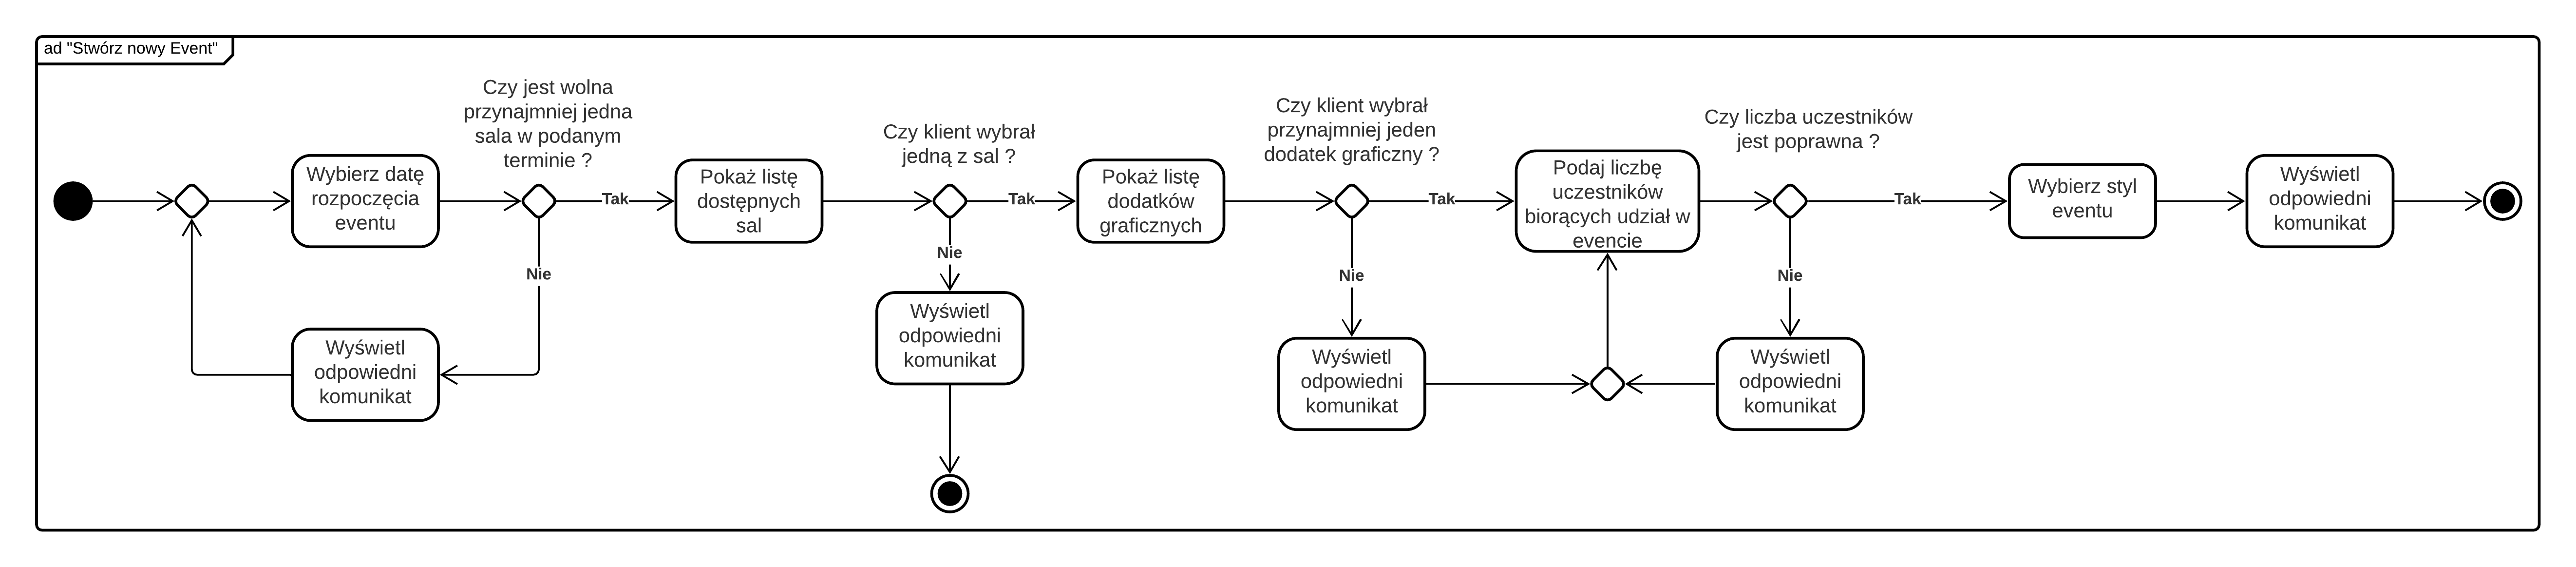 ad "Stwórz nowy Event"
Wybierz datę
rozpoczęcia
eventu
Czy jest wolna
przynajmniej jedna
sala w podanym
terminie ?
Tak
Nie
Wyświetl
odpowiedni
komunikat
Pokaż listę
dostępnych
sal
Czy klient wybrał
jedną z sal ?
Tak
Nie
Wyświetl
odpowiedni
komunikat
Pokaż listę
dodatków
graficznych
Czy klient wybrał
przynajmniej jeden
dodatek graficzny ?
Tak
Nie
Wyświetl
odpowiedni
komunikat
Podaj liczbę
uczestników
biorących udział w
evencie
Czy liczba uczestników
jest poprawna ?
Tak
Nie
Wyświetl
odpowiedni
komunikat
Wybierz styl
eventu
Wyświetl
odpowiedni
komunikat